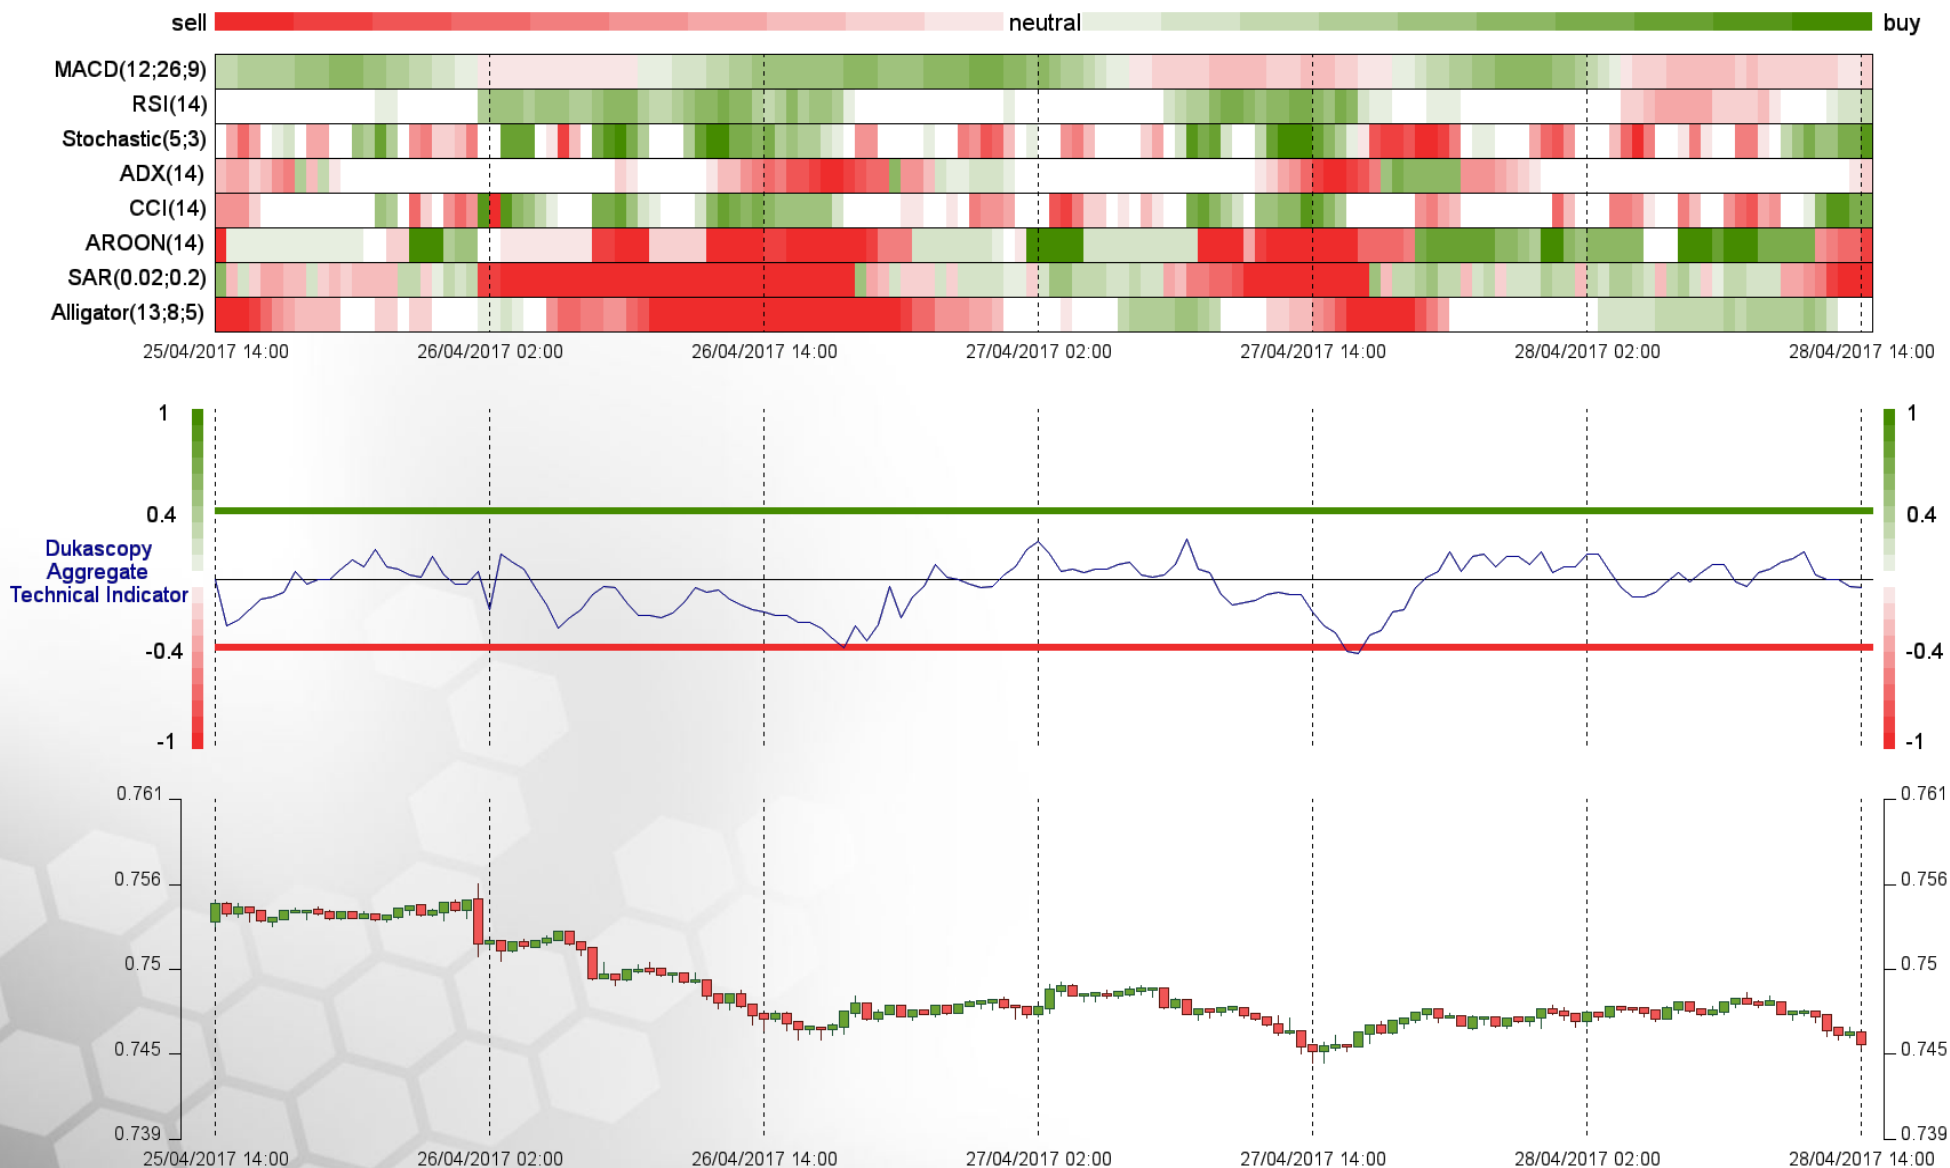 sell neutral buy
MACD(12;26;9)
RSI(14)
Stochastic(5;3)
ADX(14)
CCI(14)
AROON(14)
SAR(0.02;0.2)
Alligator(13;8;5)
25/04/2017 14:00 26/04/2017 02:00 26/04/2017 14:00 27/04/2017 02:00 27/04/2017 14:00 28/04/2017 02:00 28/04/2017 14:00
1 1
0.4 0.4
Dukascopy
Aggregate
Technical Indicator
-0.4 -0.4
-1 -1
0.761 0.761
0.756 0.756
0.75 0.75
0.745 0.745
0.739 0.739
25/04/2017 14:00 26/04/2017 02:00 26/04/2017 14:00 27/04/2017 02:00 27/04/2017 14:00 28/04/2017 02:00 28/04/2017 14:00